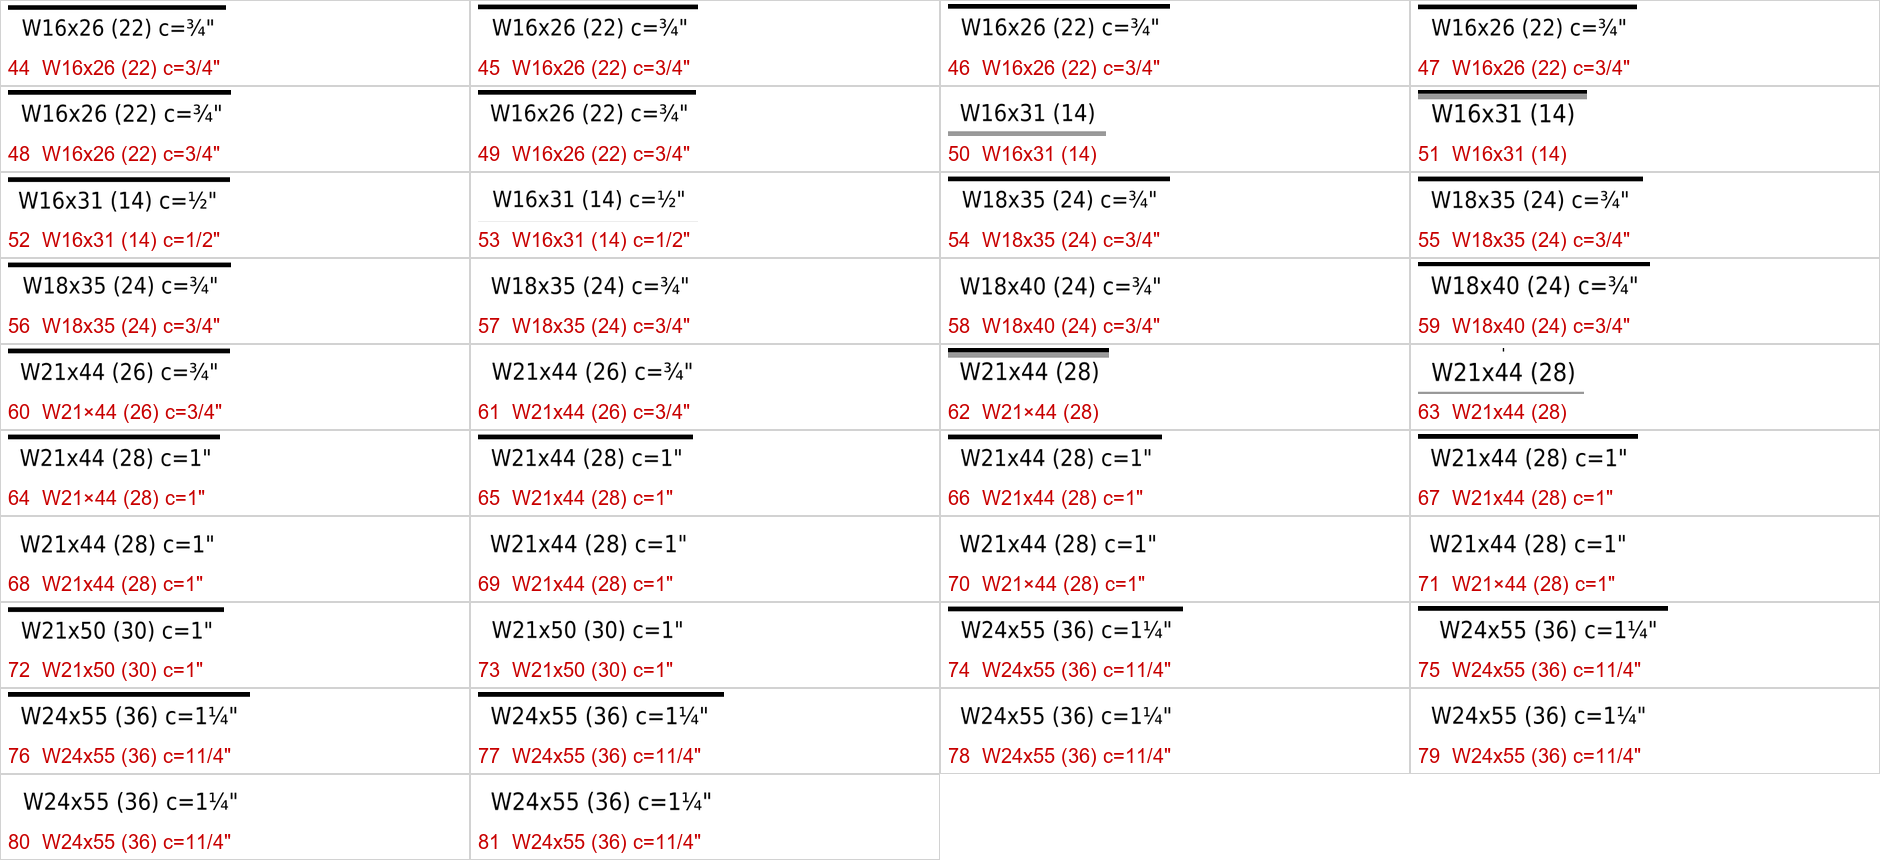 W16x26 (22) c=¾"
44 W16x26 (22) c=3/4"
W16x26 (22) c=¾"
45 W16x26 (22) c=3/4"
W16x26 (22) c=¾"
46 W16x26 (22) c=3/4"
W16x26 (22) c=¾"
47 W16x26 (22) c=3/4"
W16x26 (22) c=¾"
48 W16x26 (22) c=3/4"
W16x26 (22) c=¾"
49 W16x26 (22) c=3/4"
W16x31 (14)
50 W16x31 (14)
W16x31 (14)
51 W16x31 (14)
W16x31 (14) c=½"
52 W16x31 (14) c=1/2"
W16x31 (14) c=½"
53 W16x31 (14) c=1/2"
W18x35 (24) c=¾"
54 W18x35 (24) c=3/4"
W18x35 (24) c=¾"
55 W18x35 (24) c=3/4"
W18x35 (24) c=¾"
56 W18x35 (24) c=3/4"
W18x35 (24) c=¾"
57 W18x35 (24) c=3/4"
W18x40 (24) c=¾"
58 W18x40 (24) c=3/4"
W18x40 (24) c=¾"
59 W18x40 (24) c=3/4"
W21x44 (26) c=¾"
60 W21×44 (26) c=3/4"
W21x44 (26) c=¾"
61 W21x44 (26) c=3/4"
W21x44 (28)
62 W21×44 (28)
W21x44 (28)
63 W21x44 (28)
W21x44 (28) c=1"
64 W21×44 (28) c=1"
W21x44 (28) c=1"
65 W21x44 (28) c=1"
W21x44 (28) c=1"
66 W21x44 (28) c=1"
W21x44 (28) c=1"
67 W21x44 (28) c=1"
W21x44 (28) c=1"
68 W21x44 (28) c=1"
W21x44 (28) c=1"
69 W21x44 (28) c=1"
W21x44 (28) c=1"
70 W21×44 (28) c=1"
W21x44 (28) c=1"
71 W21×44 (28) c=1"
W21x50 (30) c=1"
72 W21x50 (30) c=1"
W21x50 (30) c=1"
73 W21x50 (30) c=1"
W24x55 (36) c=1¼"
74 W24x55 (36) c=11/4"
W24x55 (36) c=1¼"
75 W24x55 (36) c=11/4"
W24x55 (36) c=1¼"
76 W24x55 (36) c=11/4"
W24x55 (36) c=1¼"
77 W24x55 (36) c=11/4"
W24x55 (36) c=1¼"
78 W24x55 (36) c=11/4"
W24x55 (36) c=1¼"
79 W24x55 (36) c=11/4"
W24x55 (36) c=1¼"
80 W24x55 (36) c=11/4"
W24x55 (36) c=1¼"
81 W24x55 (36) c=11/4"